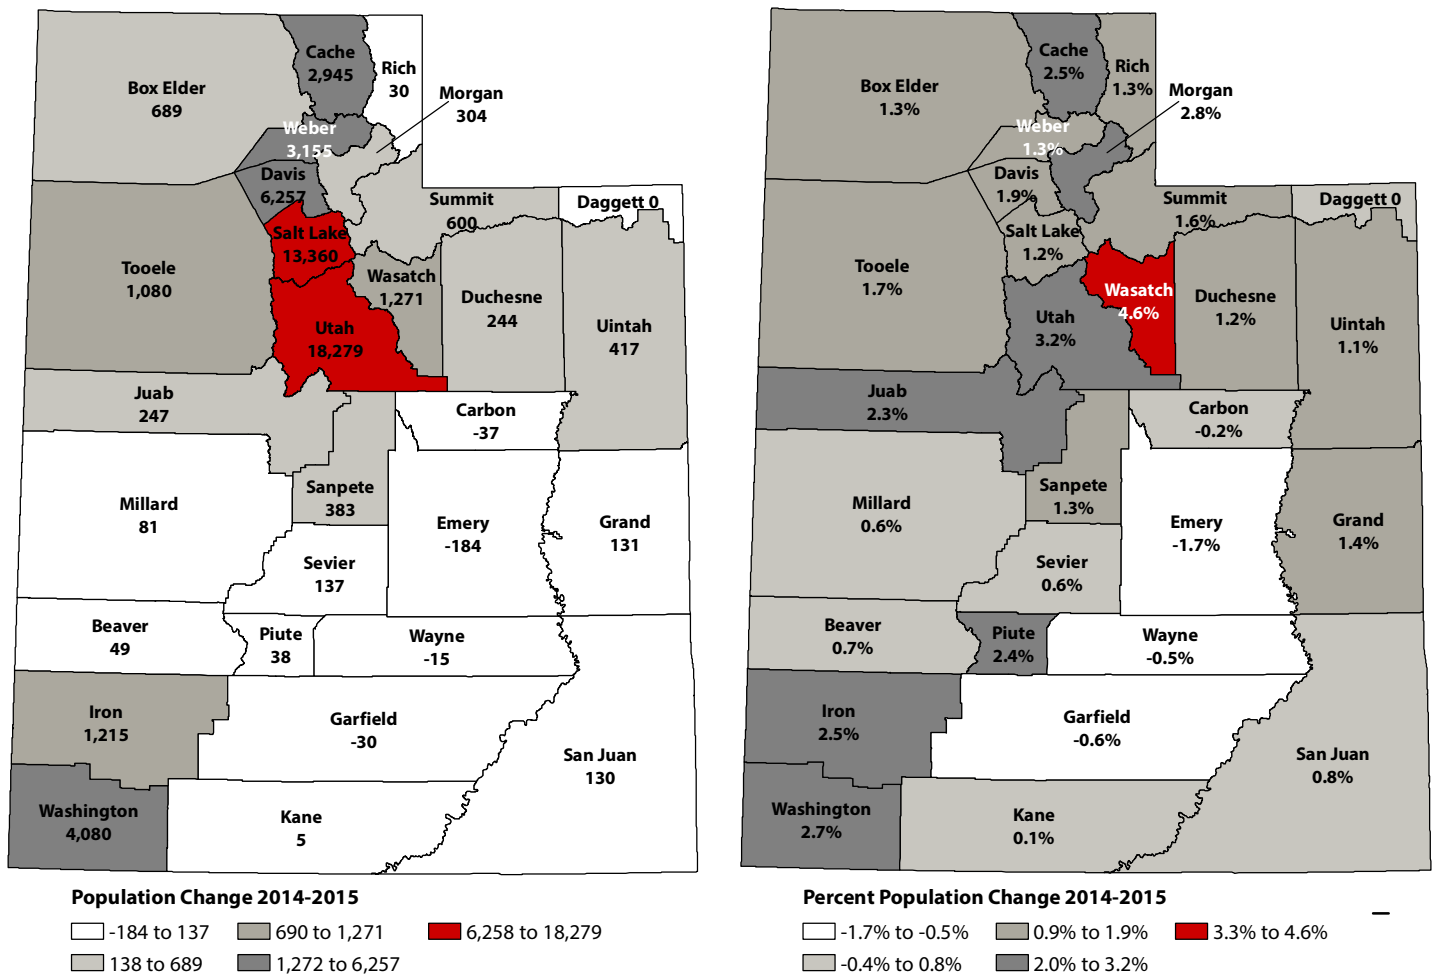 Cache
2,945
Rich
30
Box Elder
689
Morgan
304
Weber
3,155
Davis
6,257
Summit
600
Daggett 0
Salt Lake
13,360
Tooele
1,080
Wasatch
1,271
Duchesne
244
Uintah
417
Utah
18,279
Juab
247
Carbon
-37
Millard
81
Sanpete
383
Emery
-184
Grand
131
Sevier
137
Beaver
49
Piute
38
Wayne
-15
Iron
1,215
Garfield
-30
San Juan
130
Washington
4,080
Kane
5
Population Change 2014-2015
-184 to 137
690 to 1,271
6,258 to 18,279
138 to 689
1,272 to 6,257
Cache
2.5%
Rich
1.3%
Box Elder
1.3%
Morgan
2.8%
Weber
1.3%
Davis
1.9%
Summit
1.6%
Daggett 0
Salt Lake
1.2%
Tooele
1.7%
Wasatch
4.6%
Duchesne
1.2%
Uintah
1.1%
Utah
3.2%
Juab
2.3%
Carbon
-0.2%
Millard
0.6%
Sanpete
1.3%
Emery
-1.7%
Grand
1.4%
Sevier
0.6%
Beaver
0.7%
Piute
2.4%
Wayne
-0.5%
Iron
2.5%
Garfield
-0.6%
San Juan
0.8%
Washington
2.7%
Kane
0.1%
Percent Population Change 2014-2015
-1.7% to -0.5%
0.9% to 1.9%
3.3% to 4.6%
-0.4% to 0.8%
2.0% to 3.2%